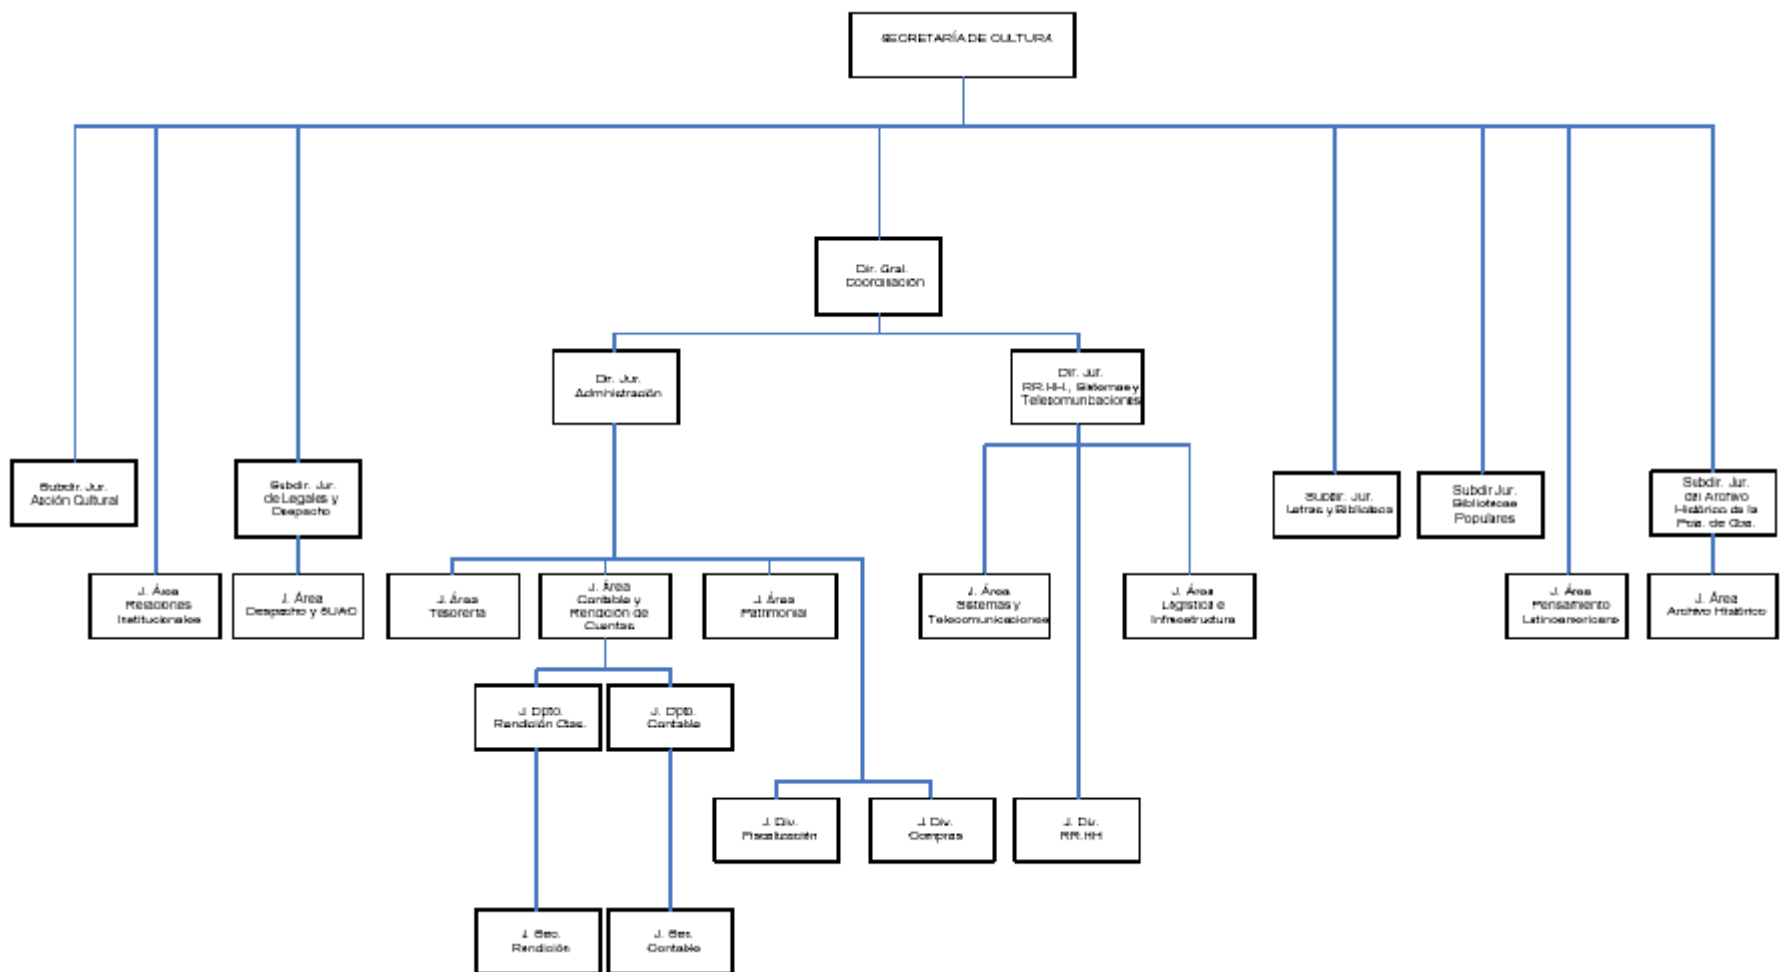 SECRETARÍA DE CULTURA
Dir. Gral.
Coordinación
Dir. Jur.
Administración
Dir. Jur.
RR.HH., Sistemas y
Telecomunicaciones
Subdir. Jur.
Acción Cultural
Subdir. Jur.
de Legales y
Despacho
Subdir. Jur.
Letras y Biblioteca
Subdir Jur.
Bibliotecas
Populares
Subdir. Jur.
del Archivo
Histórico de la
Pcia. de Cba.
J. Área
Relaciones
Institucionales
J. Área
Despacho y SUAC
J. Área
Tesorería
J. Área
Contable y
Rendición de
Cuentas
J. Área
Patrimonial
J. Área
Sistemas y
Telecomunicaciones
J. Área
Logística e
Infraestructura
J. Área
Pensamiento
Latinoamericano
J. Área
Archivo Histórico
J. Dpto.
Rendición Ctas.
J. Dpto.
Contable
J. Div.
Fiscalización
J. Div.
Compras
J. Div.
RR.HH
J. Sec.
Rendición
J. Sec.
Contable